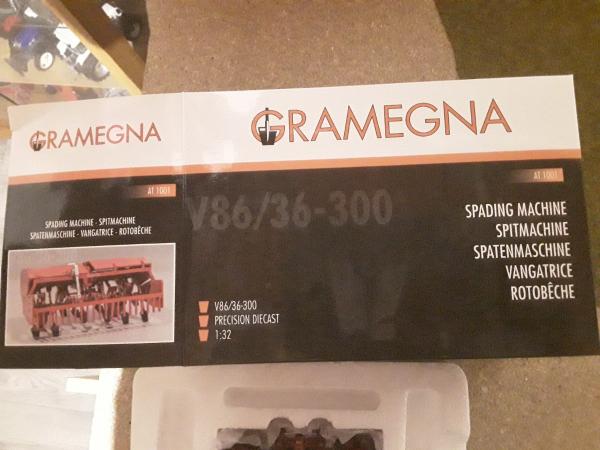 GRAMEGNA
AT 1001
SPADING MACHINE - SPITMACHINE
SPATENMASCHINE - VANGATRICE - ROTOBÊCHE
GRAMEGNA
AT 1001
V86/36-300
SPADING MACHINE
SPITMACHINE
SPATENMASCHINE
VANGATRICE
ROTOBÊCHE
V86/36-300
PRECISION DIECAST
1:32